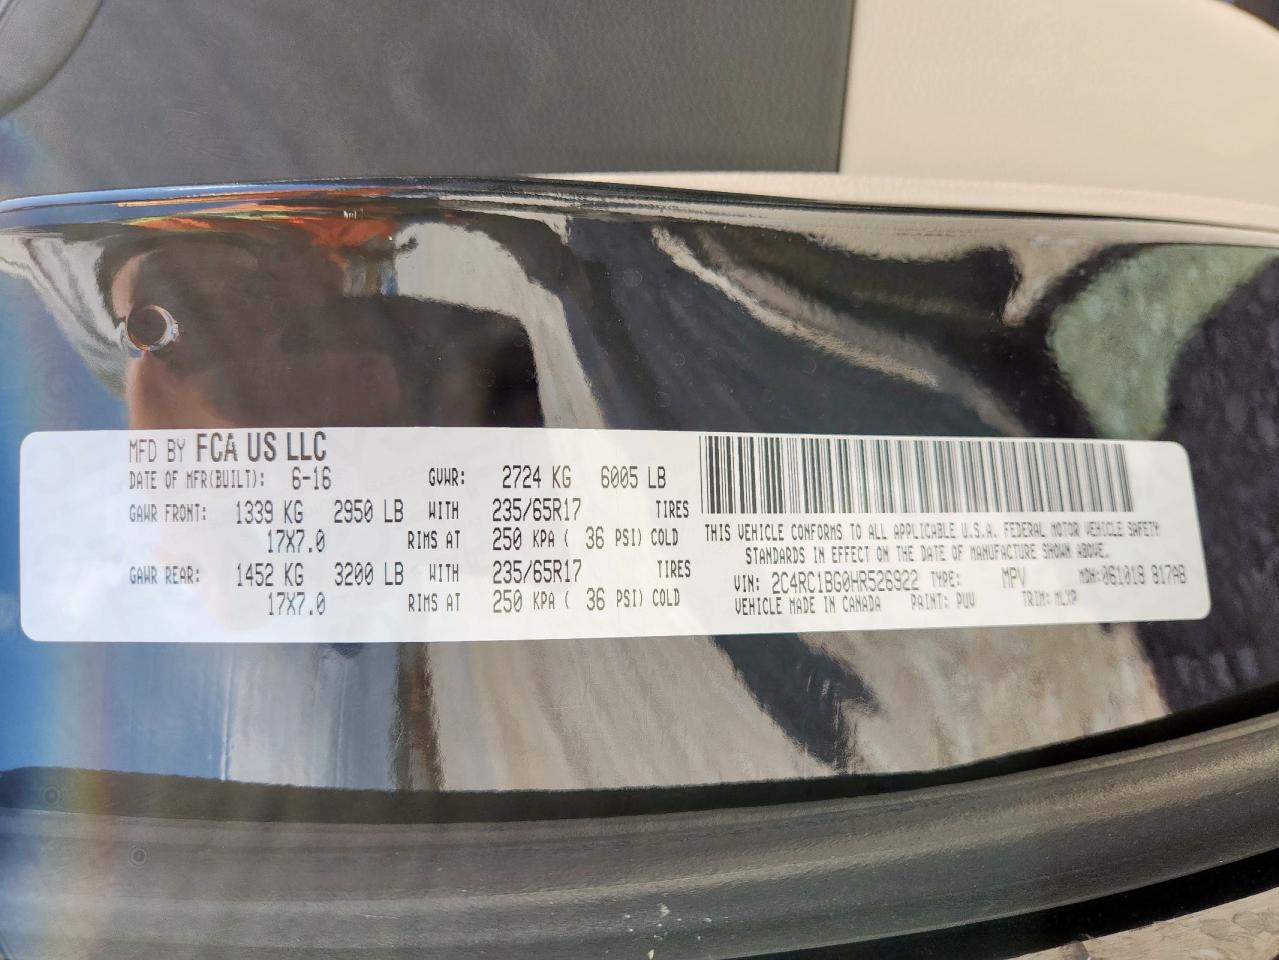 MFD BY FCA US LLC
DATE OF MFR(BUILT): 6-16 GVWR: 2724 KG 6005 LB
GAWR FRONT: 1339 KG 2950 LB WITH 235/65R17 TIRES
17X7.0 RIMS AT 250 KPA ( 36 PSI) COLD
GAWR REAR: 1452 KG 3200 LB WITH 235/65R17 TIRES
17X7.0 RIMS AT 250 KPA ( 36 PSI) COLD
THIS VEHICLE CONFORMS TO ALL APPLICABLE U.S.A. FEDERAL MOTOR VEHICLE SAFETY
STANDARDS IN EFFECT ON THE DATE OF MANUFACTURE SHOWN ABOVE.
VIN: 2C4RC1BG0HR526922 TYPE: MPV MDH:061018 817AB
VEHICLE MADE IN CANADA PAINT: PUV TRIM: